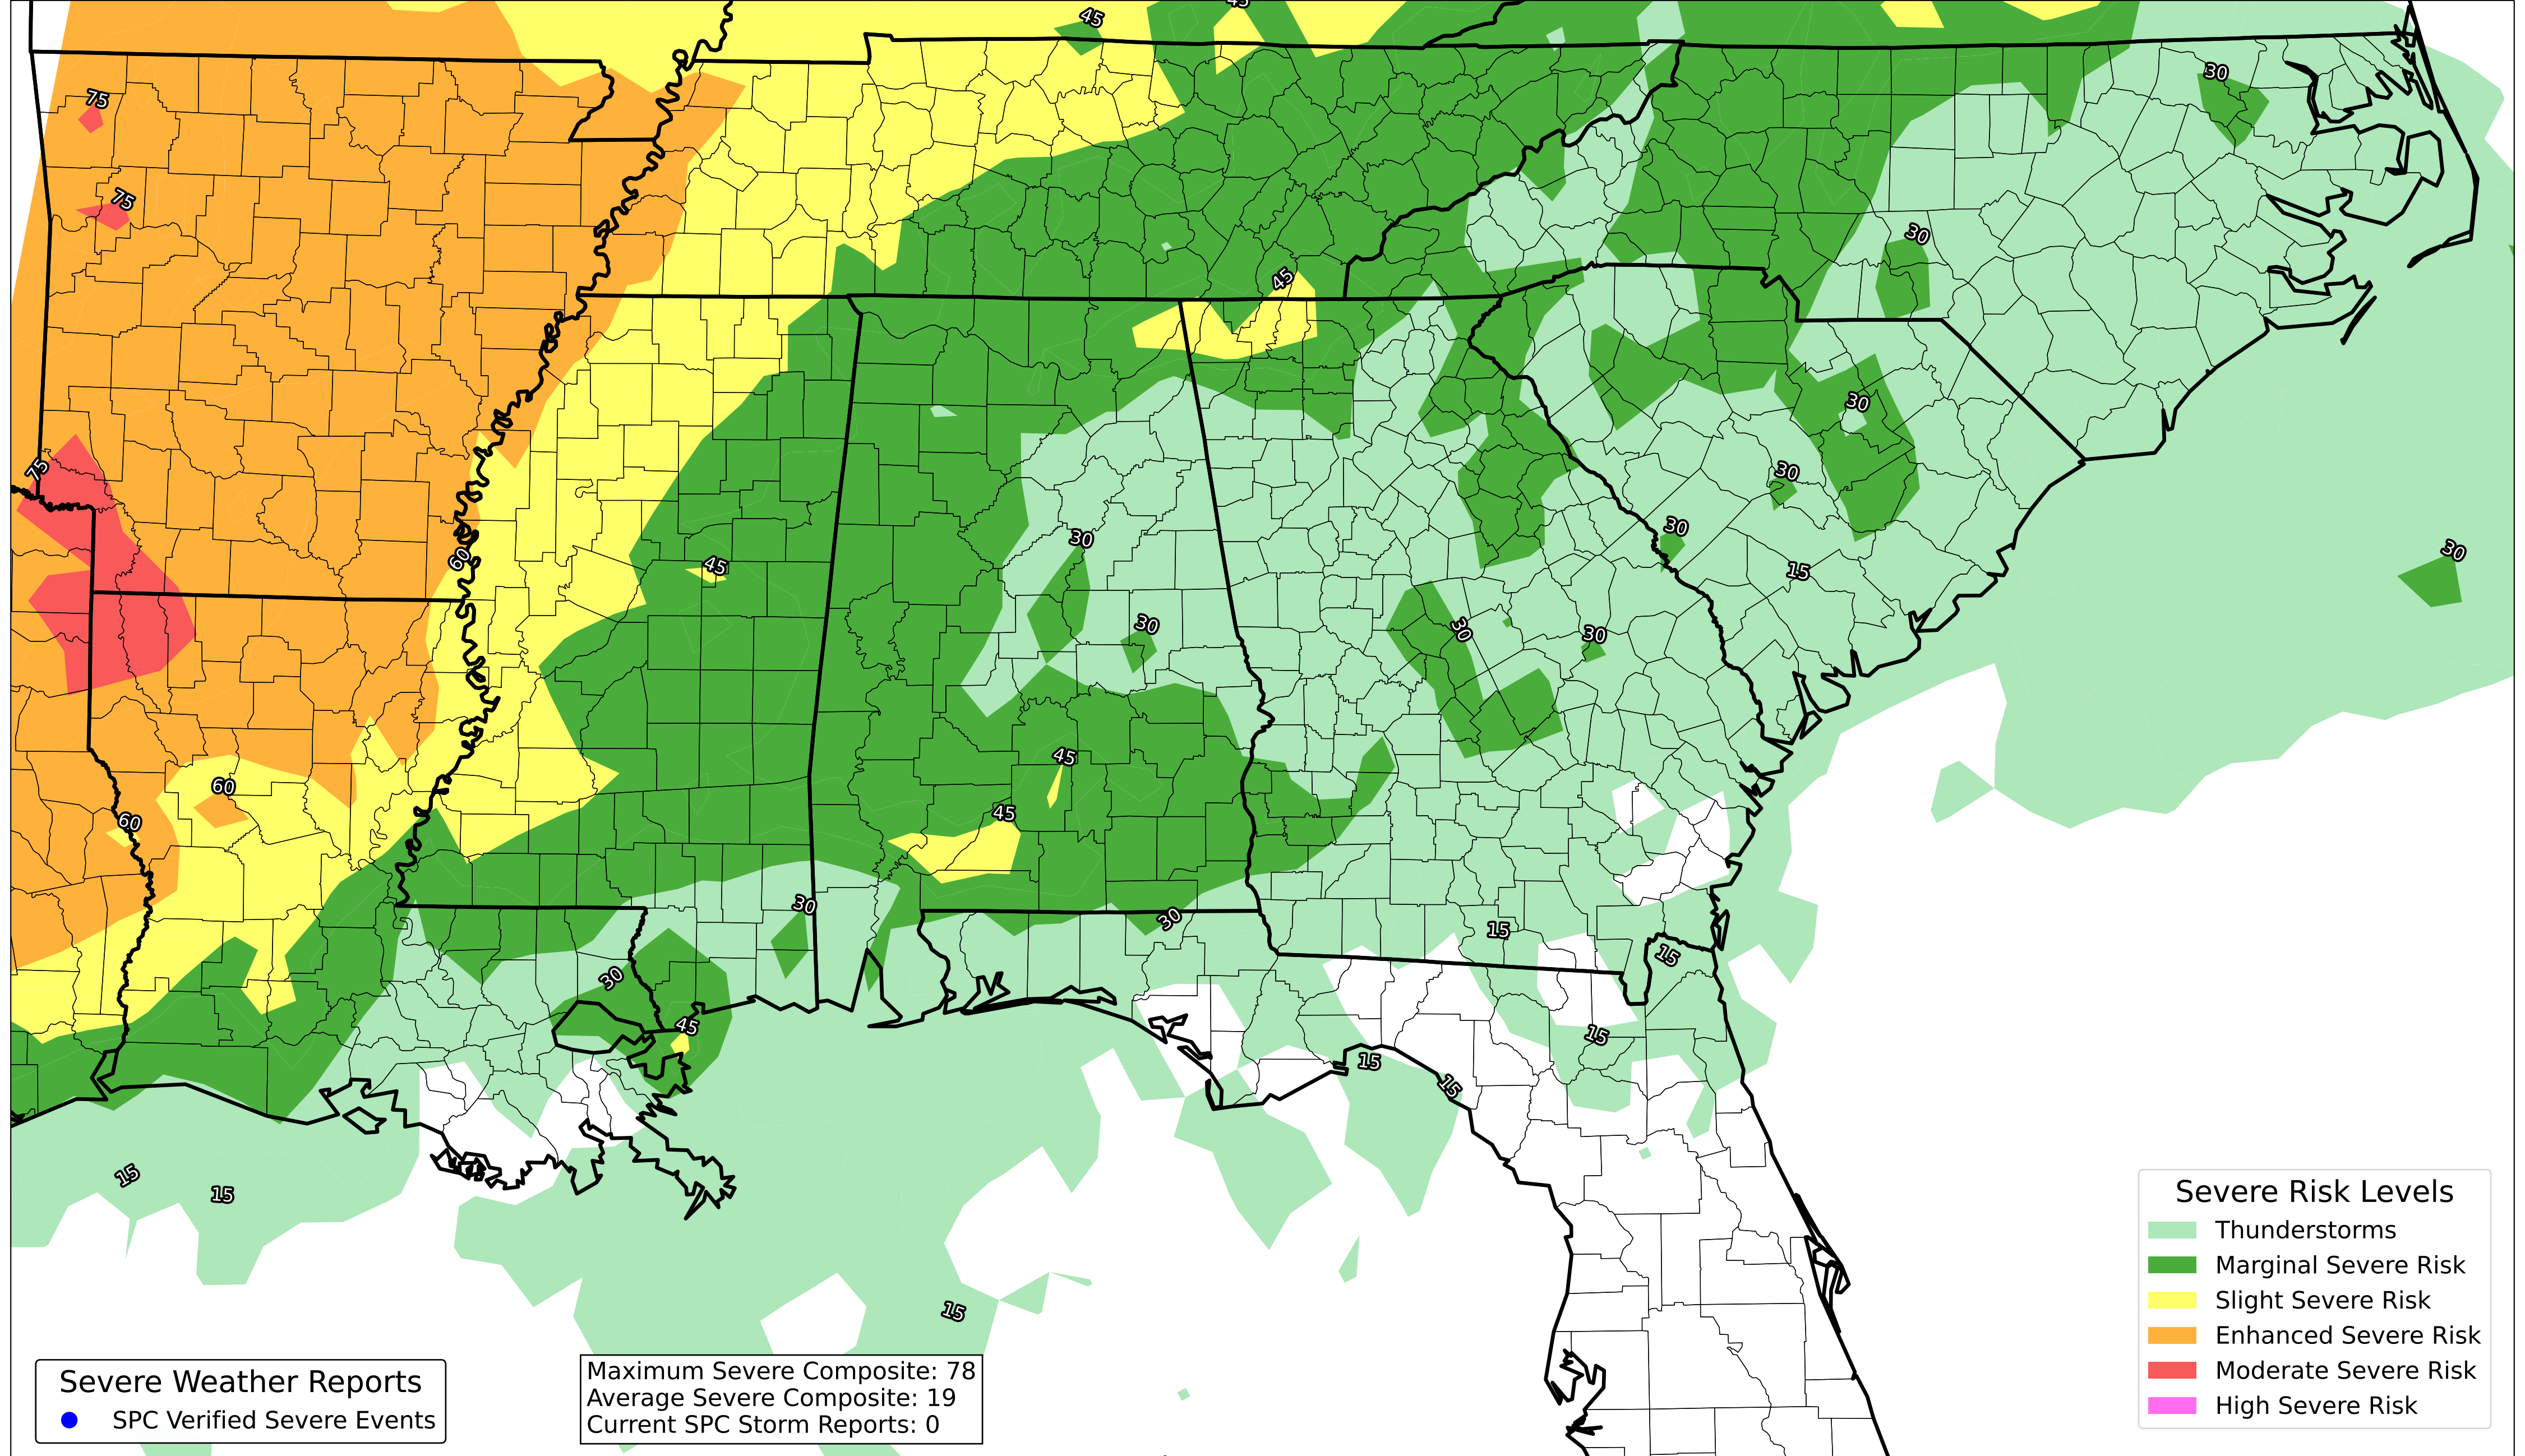 45
45
75
30
75
30
45
30
75
30
30
30
45
60
30
15
30
30
30
45
60
45
60
30
30
15
15
30
45
15
15
15
15
15
15
Severe Risk Levels
Thunderstorms
Marginal Severe Risk
Slight Severe Risk
Enhanced Severe Risk
Moderate Severe Risk
High Severe Risk
Severe Weather Reports
SPC Verified Severe Events
Maximum Severe Composite: 78
Average Severe Composite: 19
Current SPC Storm Reports: 0